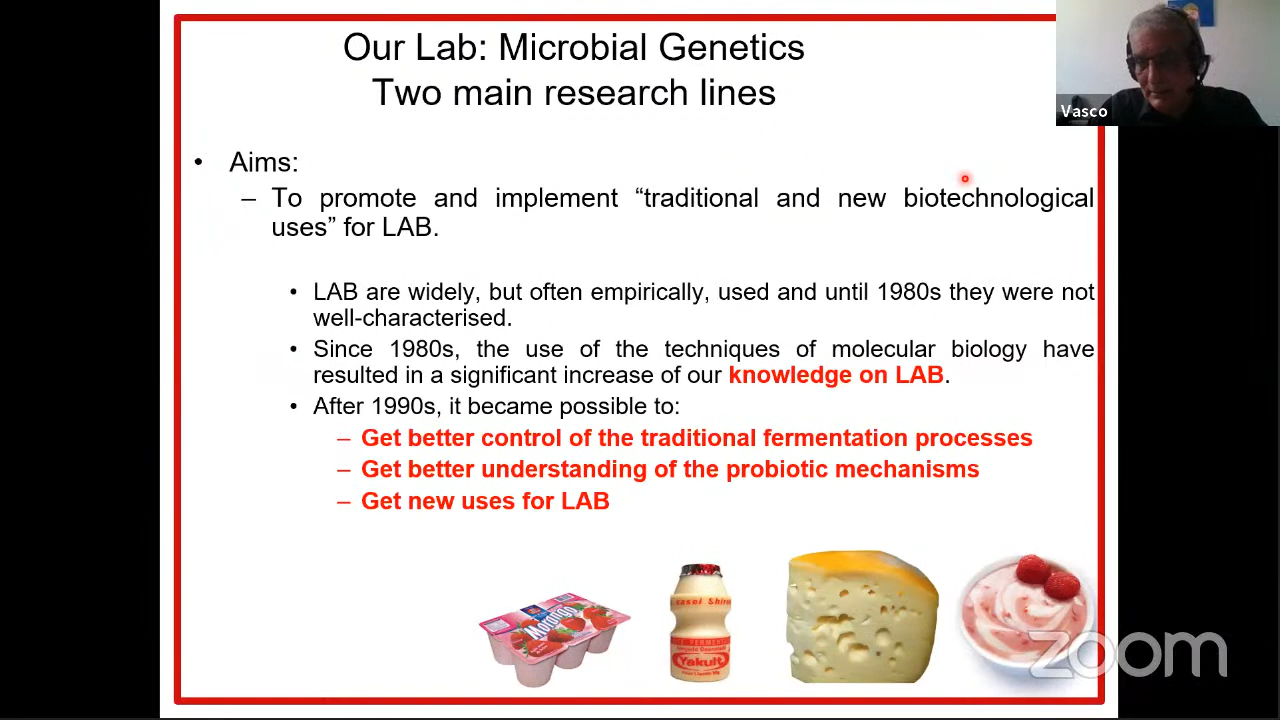 Our Lab: Microbial Genetics
Two main research lines
Vasco
• Aims:
– To promote and implement “traditional and new biotechnological
uses” for LAB.
• LAB are widely, but often empirically, used and until 1980s they were not
well-characterised.
• Since 1980s, the use of the techniques of molecular biology have
resulted in a significant increase of our knowledge on LAB.
• After 1990s, it became possible to:
– Get better control of the traditional fermentation processes
– Get better understanding of the probiotic mechanisms
– Get new uses for LAB
Morango
Yakult
zoom